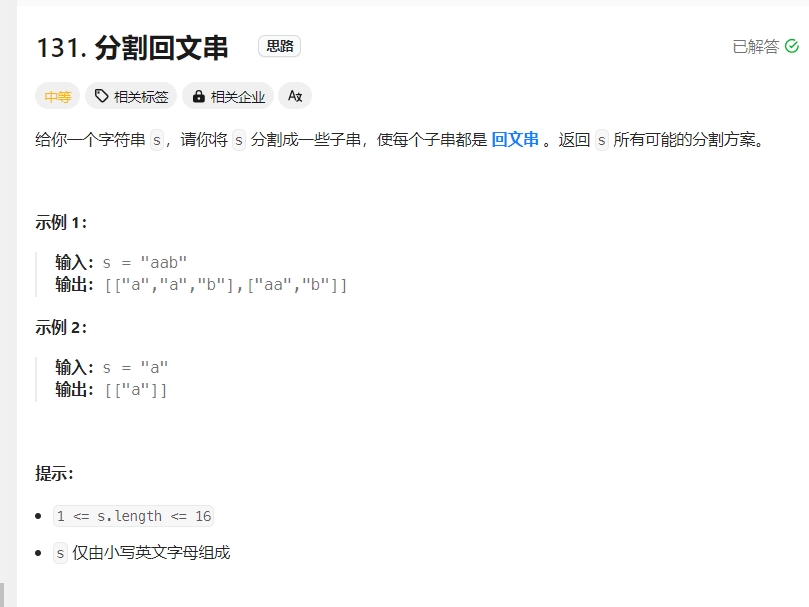 131. 分割回文串 思路 已解答
中等 相关标签 相关企业 Ax
给你一个字符串 s，请你将 s 分割成一些子串，使每个子串都是 回文串 。返回 s 所有可能的分割方案。
示例 1：
输入：s = "aab"
输出：[["a","a","b"],["aa","b"]]
示例 2：
输入：s = "a"
输出：[["a"]]
提示：
1 <= s.length <= 16
s 仅由小写英文字母组成